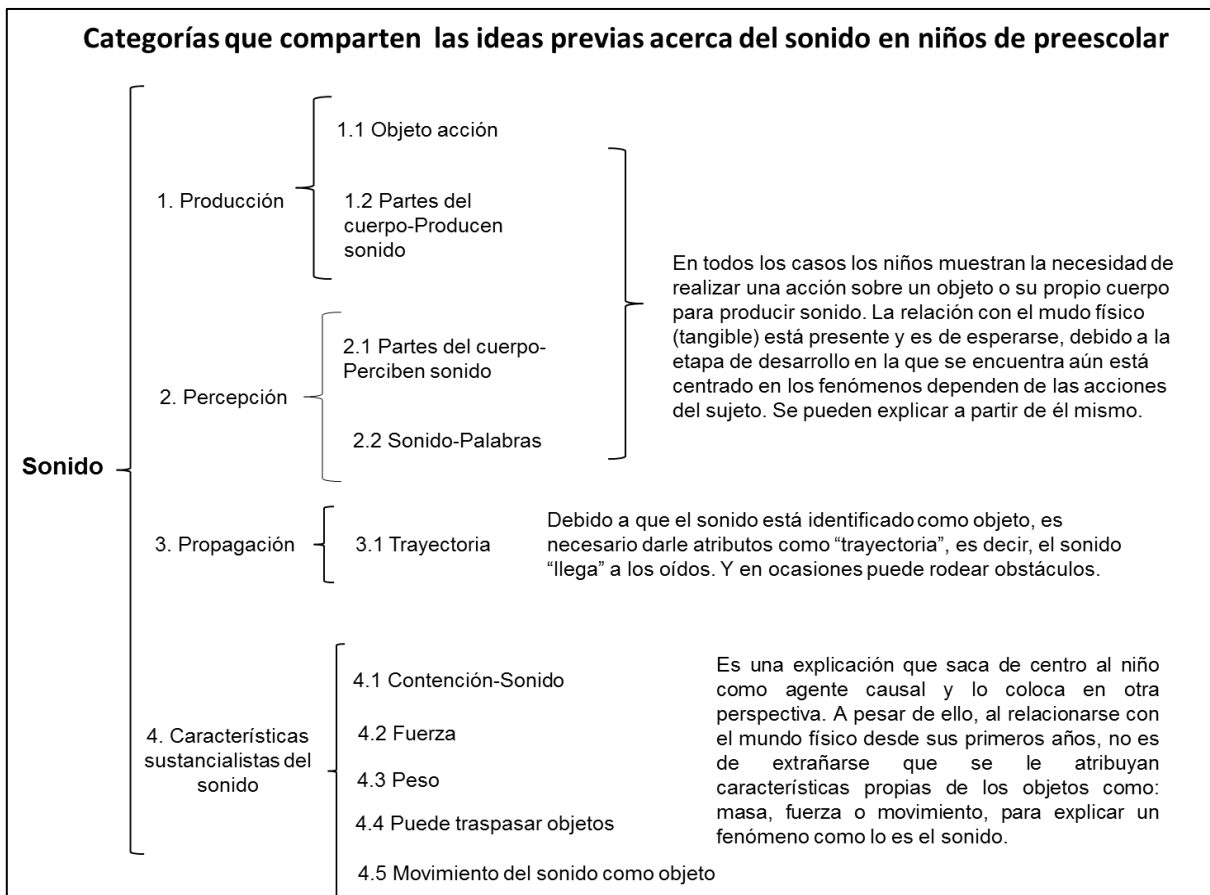 Categorías que comparten las ideas previas acerca del sonido en niños de preescolar
Sonido
1. Producción
1.1 Objeto acción
1.2 Partes del
cuerpo-Producen
sonido
2. Percepción
2.1 Partes del cuerpo-
Perciben sonido
2.2 Sonido-Palabras
En todos los casos los niños muestran la necesidad de
realizar una acción sobre un objeto o su propio cuerpo
para producir sonido. La relación con el mudo físico
(tangible) está presente y es de esperarse, debido a la
etapa de desarrollo en la que se encuentra aún está
centrado en los fenómenos dependen de las acciones
del sujeto. Se pueden explicar a partir de él mismo.
3. Propagación
3.1 Trayectoria
Debido a que el sonido está identificado como objeto, es
necesario darle atributos como “trayectoria”, es decir, el sonido
“llega” a los oídos. Y en ocasiones puede rodear obstáculos.
4. Características
sustancialistas del
sonido
4.1 Contención-Sonido
4.2 Fuerza
4.3 Peso
4.4 Puede traspasar objetos
4.5 Movimiento del sonido como objeto
Es una explicación que saca de centro al niño
como agente causal y lo coloca en otra
perspectiva. A pesar de ello, al relacionarse con
el mundo físico desde sus primeros años, no es
de extrañarse que se le atribuyan
características propias de los objetos como:
masa, fuerza o movimiento, para explicar un
fenómeno como lo es el sonido.